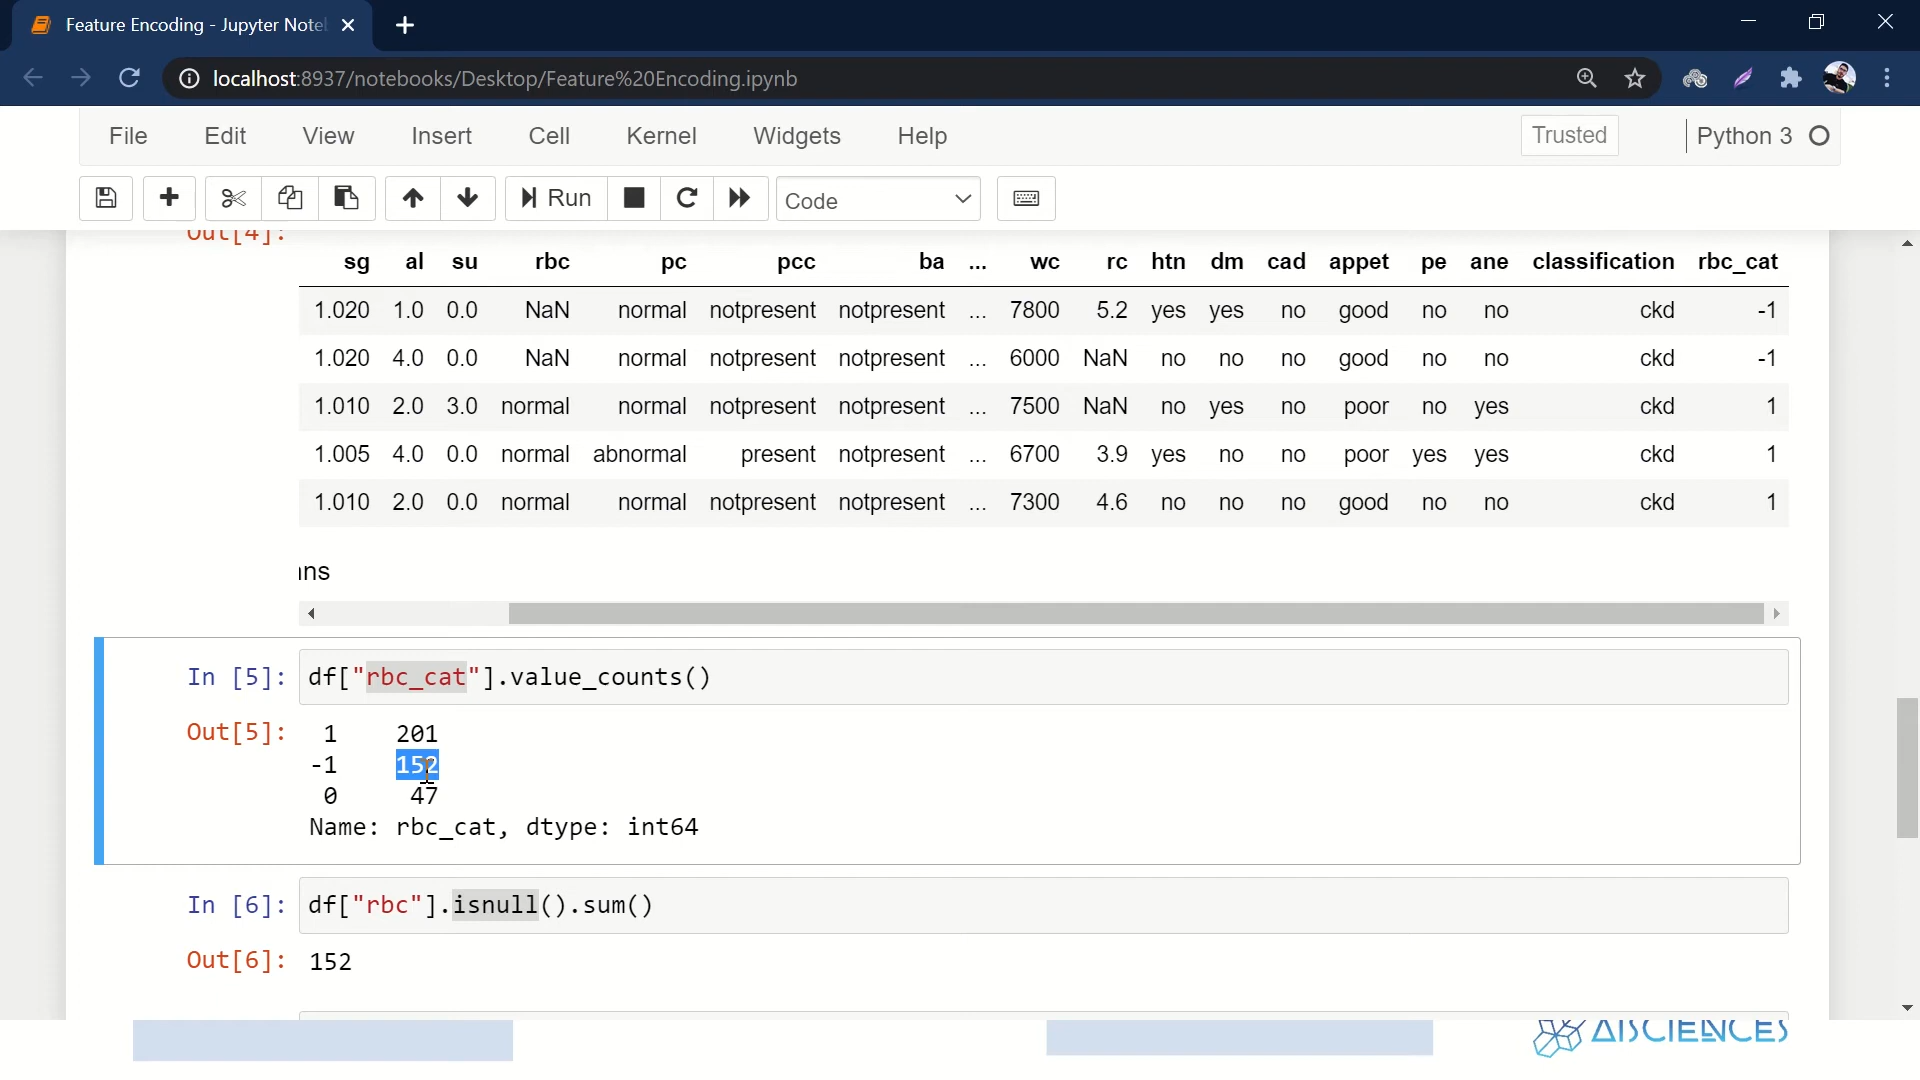 Feature Encoding - Jupyter Note
localhost:8937/notebooks/Desktop/Feature%20Encoding.ipynb
File Edit View Insert Cell Kernel Widgets Help Trusted Python 3
Run Code
Out[4]:
sg al su rbc pc pcc ba ... wc rc htn dm cad appet pe ane classification rbc_cat
1.020 1.0 0.0 NaN normal notpresent notpresent ... 7800 5.2 yes yes no good no no ckd -1
1.020 4.0 0.0 NaN normal notpresent notpresent ... 6000 NaN no no no good no no ckd -1
1.010 2.0 3.0 normal normal notpresent notpresent ... 7500 NaN no yes no poor no yes ckd 1
1.005 4.0 0.0 normal abnormal present notpresent ... 6700 3.9 yes no no poor yes yes ckd 1
1.010 2.0 0.0 normal normal notpresent notpresent ... 7300 4.6 no no no good no no ckd 1
ns
In [5]: df["rbc_cat"].value_counts()
Out[5]: 1 201
-1 152
0 47
Name: rbc_cat, dtype: int64
In [6]: df["rbc"].isnull().sum()
Out[6]: 152
AISCIENCES